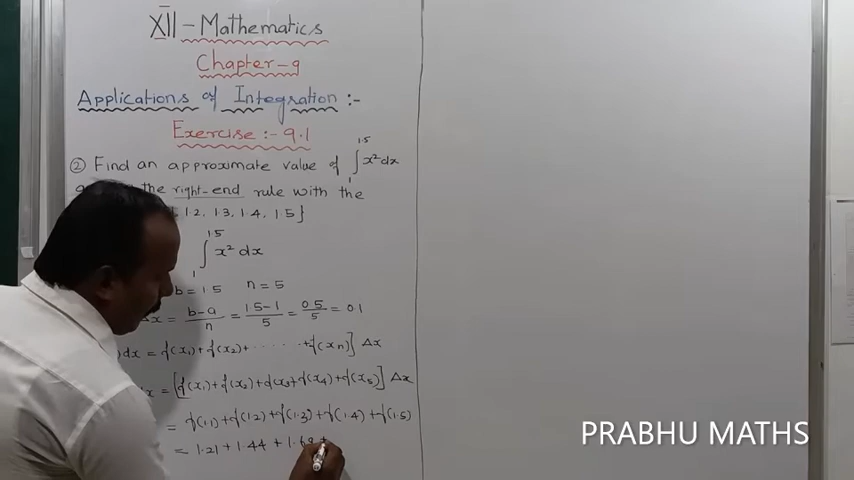 XII - Mathematics
Chapter-9
Applications of Integration :-
Exercise :- 9.1
② Find an approximate value of ∫₁^1.5 x² dx
the right-end rule with the
1.2, 1.3, 1.4, 1.5}
∫₁^1.5 x² dx
b = 1.5 n = 5
Δx = (b-a)/n = (1.5-1)/5 = (0.5)/5 = 0.1
dx = f(x₁)+f(x₂)+ ...... +f(xn)] Δx
= [f(x₁)+f(x₂)+f(x₃+f(x₄)+f(x₅)] Δx
= f(1.1)+f(1.2)+f(1.3)+f(1.4)+f(1.5)
= 1.21 + 1.44 + 1.69 +
PRABHU MATHS